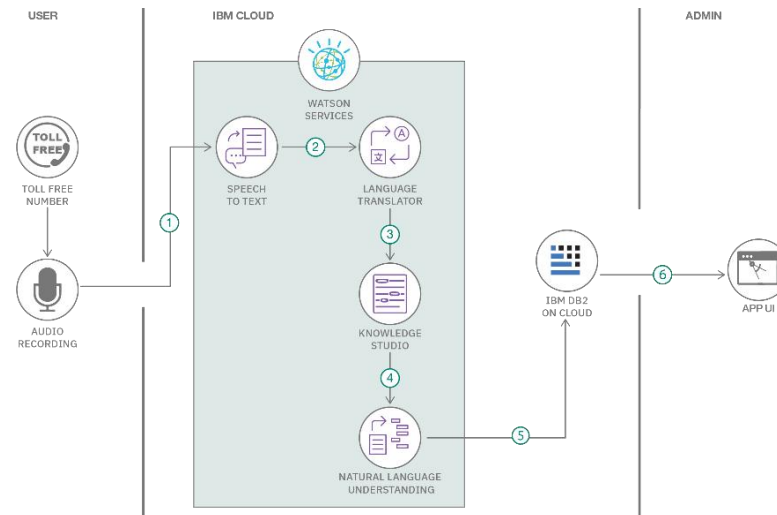 USER
IBM CLOUD
ADMIN
WATSON
SERVICES
TOLL
FREE
TOLL FREE
NUMBER
1
SPEECH
TO TEXT
2
A
文
LANGUAGE
TRANSLATOR
3
AUDIO
RECORDING
KNOWLEDGE
STUDIO
4
NATURAL LANGUAGE
UNDERSTANDING
5
IBM DB2
ON CLOUD
6
APP UI